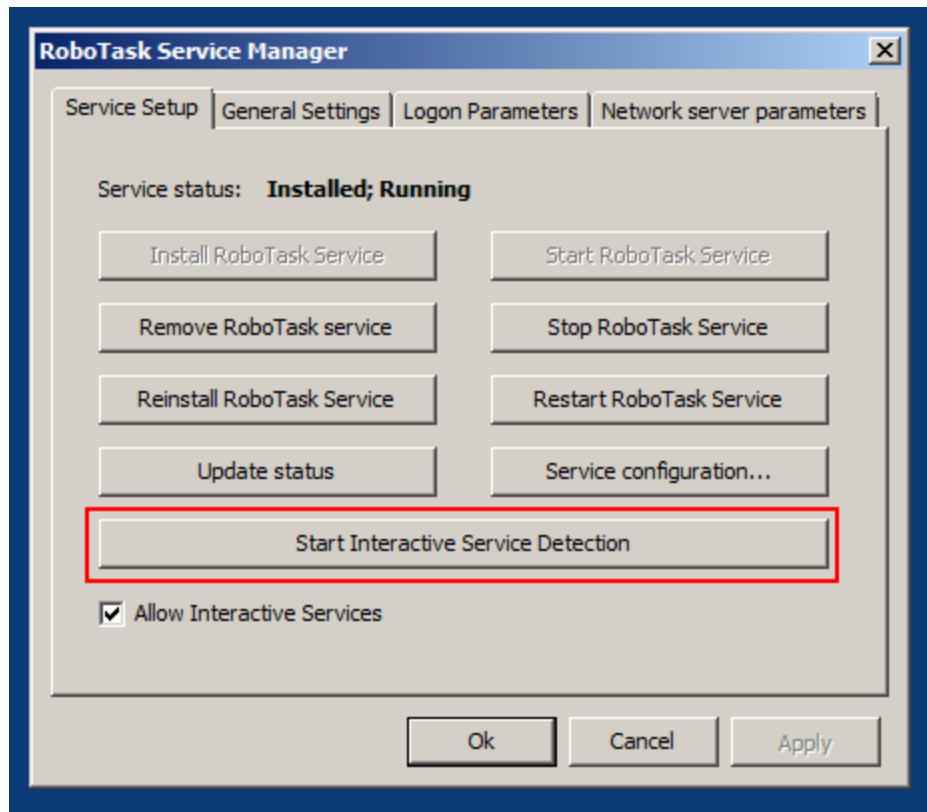 RoboTask Service Manager
Service Setup General Settings Logon Parameters Network server parameters
Service status: Installed; Running
Install RoboTask Service Start RoboTask Service
Remove RoboTask service Stop RoboTask Service
Reinstall RoboTask Service Restart RoboTask Service
Update status Service configuration...
Start Interactive Service Detection
Allow Interactive Services
Ok Cancel Apply